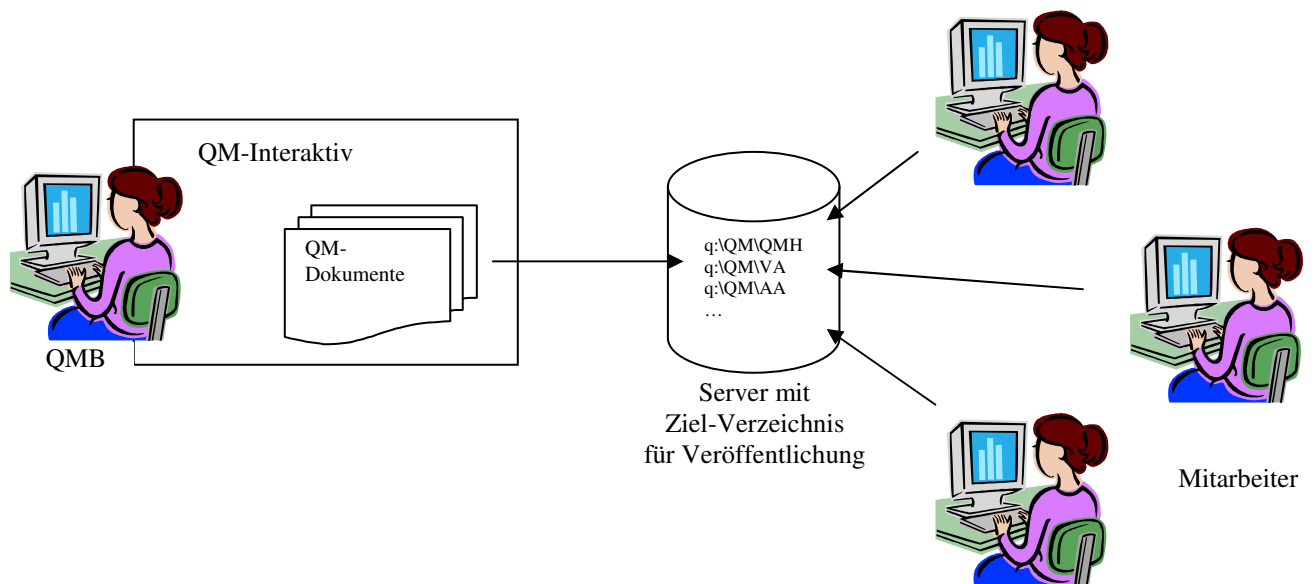 QM-Interaktiv
QM-
Dokumente
QMB
q:\QM\QMH
q:\QM\VA
q:\QM\AA
…
Server mit
Ziel-Verzeichnis
für Veröffentlichung
Mitarbeiter